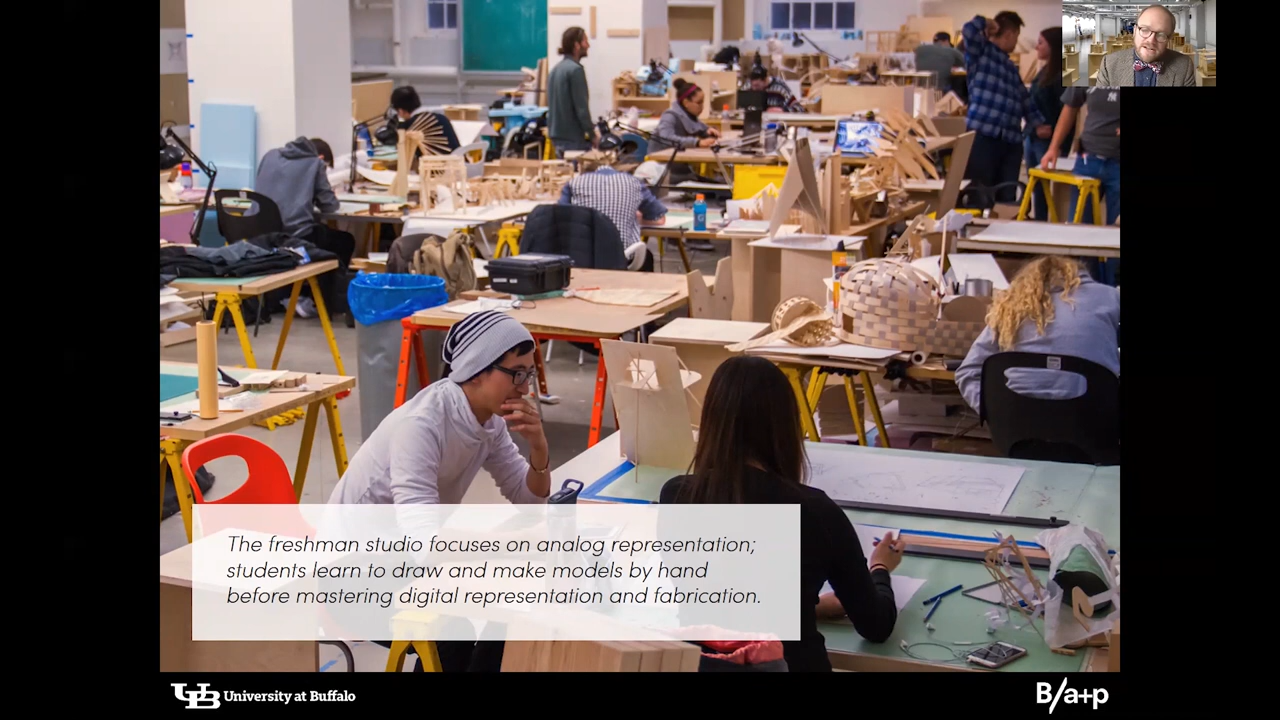 The freshman studio focuses on analog representation;
students learn to draw and make models by hand
before mastering digital representation and fabrication.
UB University at Buffalo
B/a+p